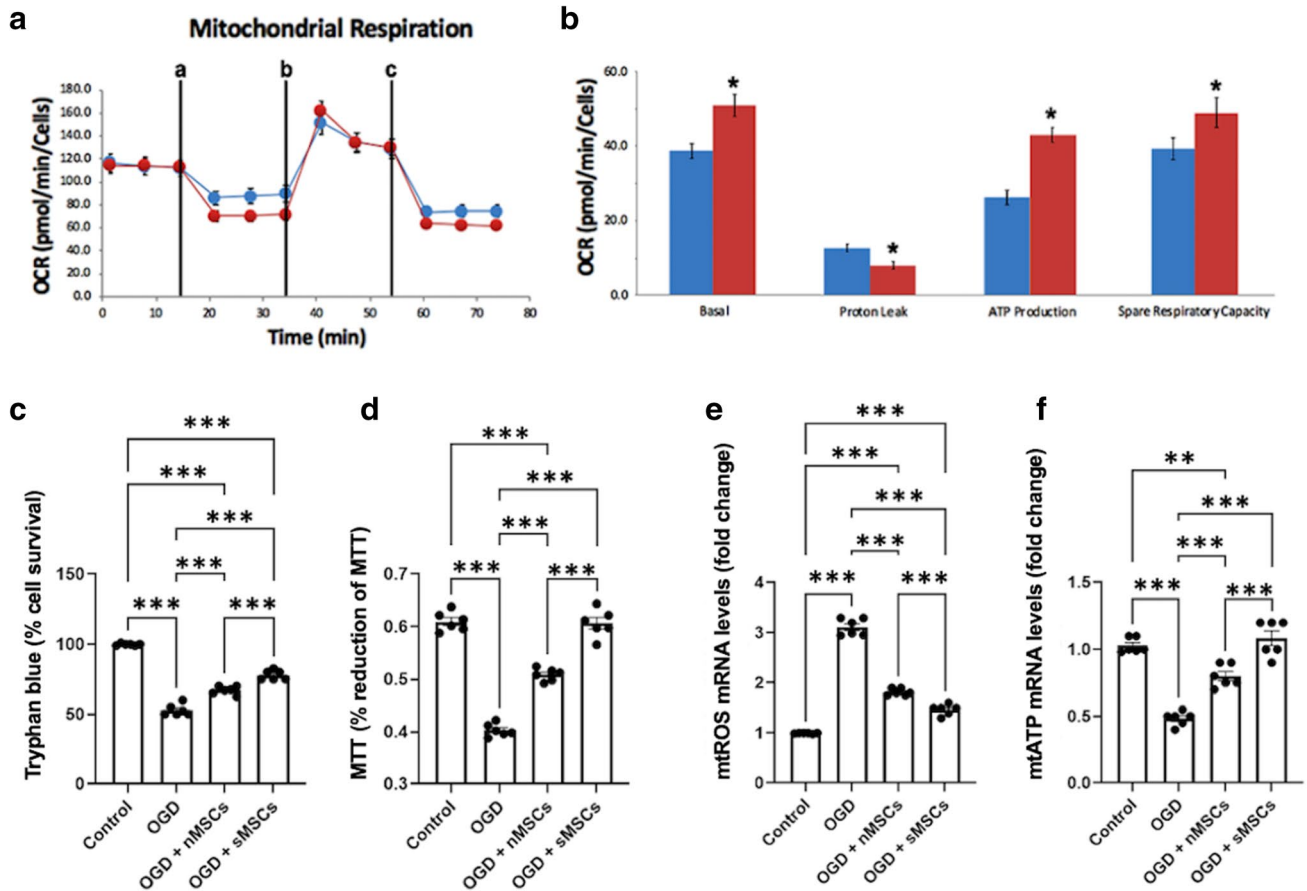 a
Mitochondrial Respiration
a b c
OCR (pmol/min/Cells)
180.0
160.0
140.0
120.0
100.0
80.0
60.0
40.0
20.0
0.0
0 10 20 30 40 50 60 70 80
Time (min)
b
OCR (pmol/min/Cells)
60.0
40.0
20.0
0.0
* * * *
Basal Proton Leak ATP Production Spare Respiratory Capacity
c
Tryphan blue (% cell survival)
***
***
***
***
*** ***
150
100
50
0
Control OGD OGD + nMSCs OGD + sMSCs
d
MTT (% reduction of MTT)
***
***
***
*** ***
0.7
0.6
0.5
0.4
0.3
Control OGD OGD + nMSCs OGD + sMSCs
e
mtROS mRNA levels (fold change)
***
***
***
***
*** ***
4
3
2
1
0
Control OGD OGD + nMSCs OGD + sMSCs
f
mtATP mRNA levels (fold change)
**
***
***
*** ***
1.5
1.0
0.5
0.0
Control OGD OGD + nMSCs OGD + sMSCs